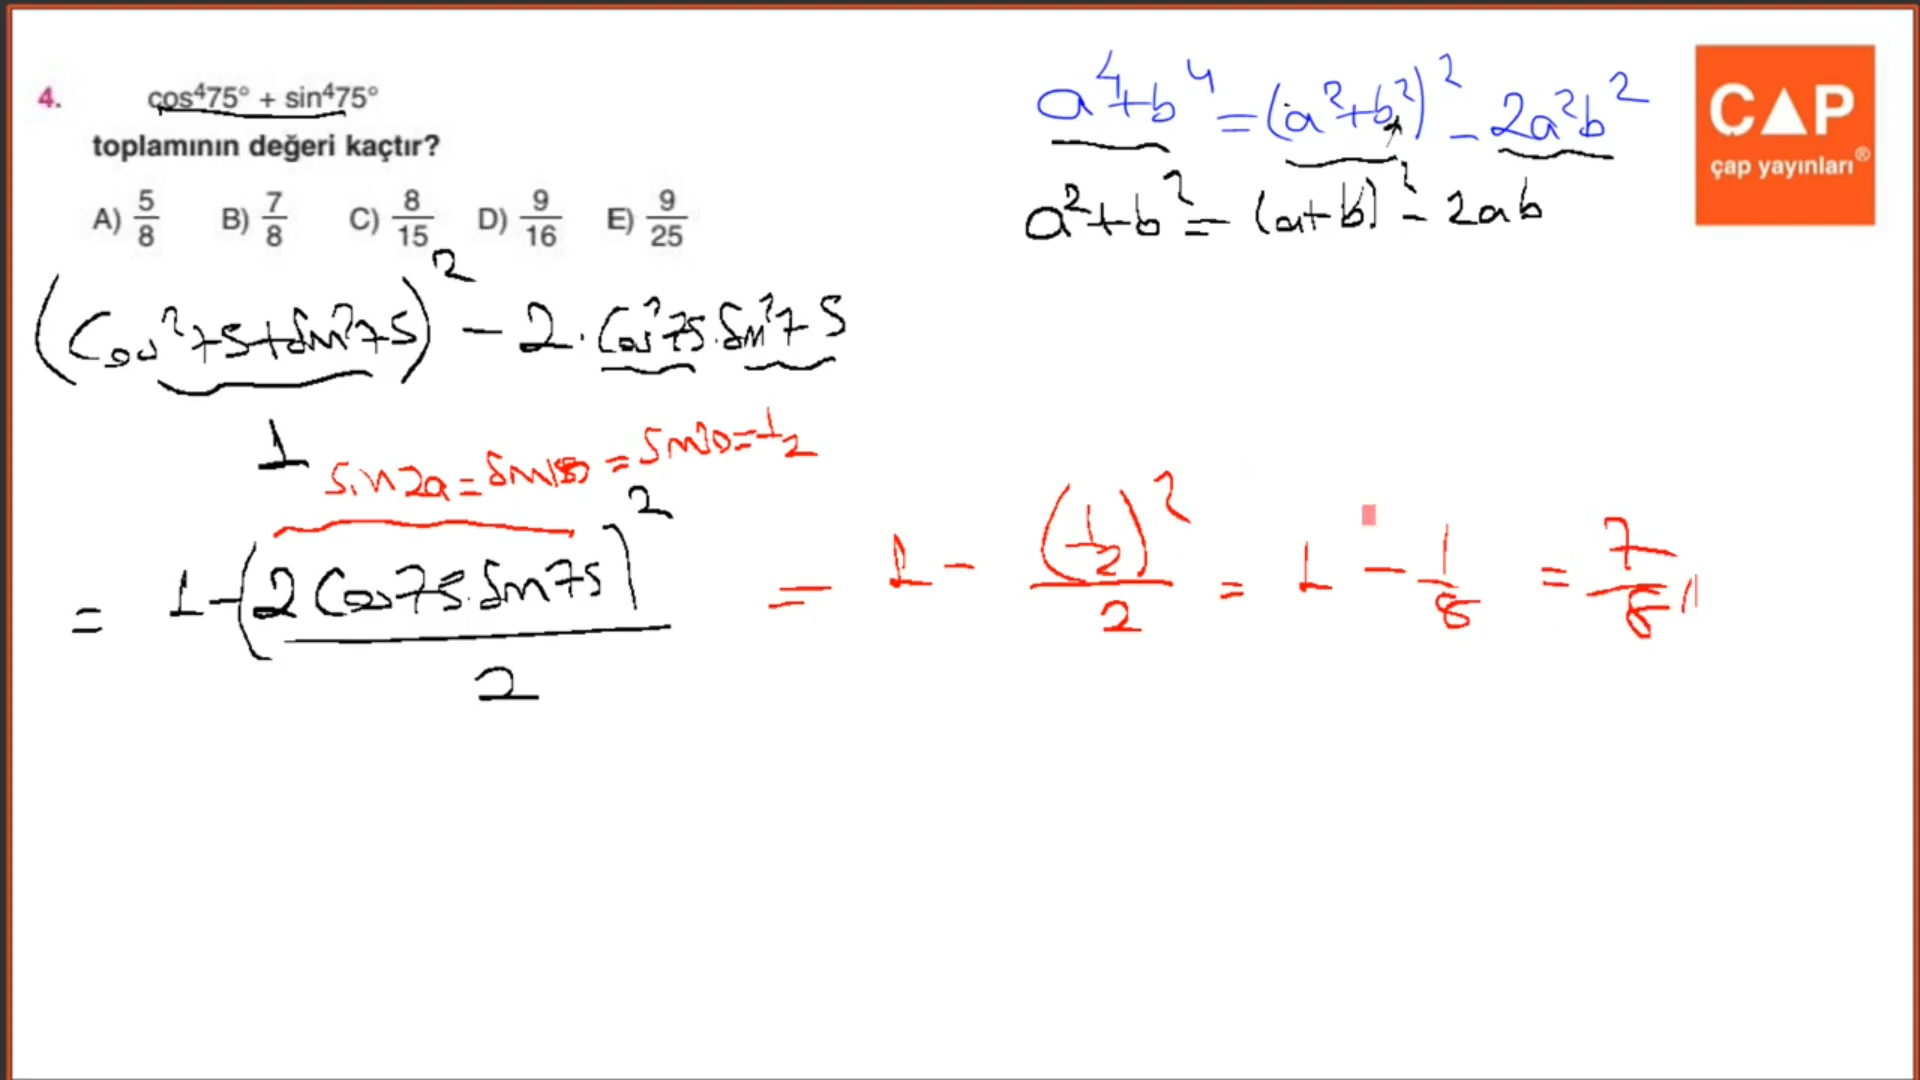 4. cos⁴75° + sin⁴75°
toplamının değeri kaçtır?
A) 5/8 B) 7/8 C) 8/15 D) 9/16 E) 9/25
a⁴+b⁴ = (a²+b²)² - 2a²b²
a²+b² = (a+b)² - 2ab
CAP
çap yayınları®
(Cos²75+Sin²75)² - 2.Cos²75.Sin²75
1
Sin2a = Sin150 = Sin30 = 1/2
= 1-(2Cos75.Sin75)²/2 = 1 - (1/2)²/2 = 1 - 1/8 = 7/8